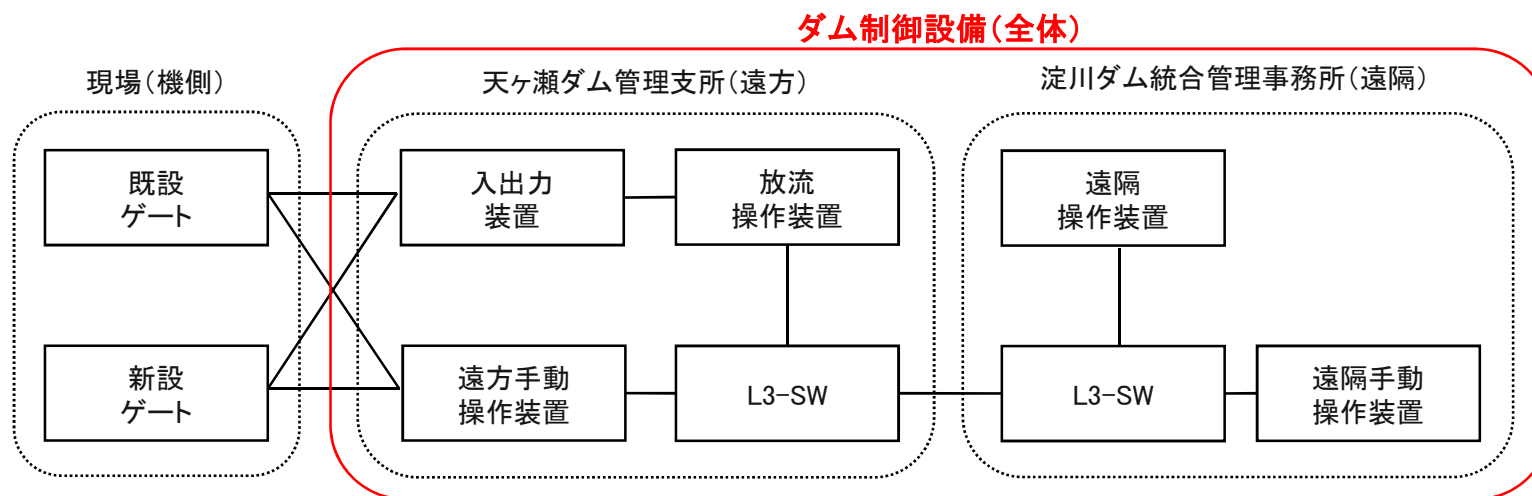 ダム制御設備(全体)
現場(機側)
天ヶ瀬ダム管理支所(遠方)
淀川ダム統合管理事務所(遠隔)
既設
ゲート
入出力
装置
放流
操作装置
遠隔
操作装置
新設
ゲート
遠方手動
操作装置
L3-SW
L3-SW
遠隔手動
操作装置